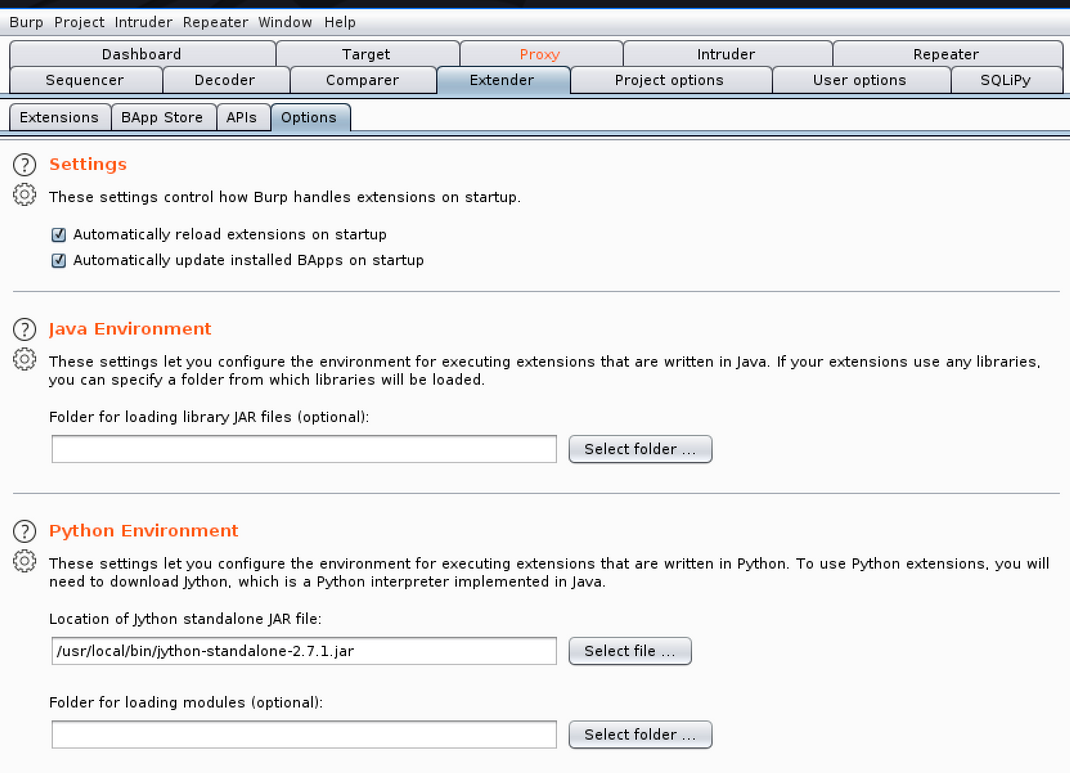 Burp Project Intruder Repeater Window Help
Dashboard Target Proxy Intruder Repeater
Sequencer Decoder Comparer Extender Project options User options SQLiPy
Extensions BApp Store APIs Options
Settings
These settings control how Burp handles extensions on startup.
Automatically reload extensions on startup
Automatically update installed BApps on startup
Java Environment
These settings let you configure the environment for executing extensions that are written in Java. If your extensions use any libraries,
you can specify a folder from which libraries will be loaded.
Folder for loading library JAR files (optional):
Select folder ...
Python Environment
These settings let you configure the environment for executing extensions that are written in Python. To use Python extensions, you will
need to download Jython, which is a Python interpreter implemented in Java.
Location of Jython standalone JAR file:
/usr/local/bin/jython-standalone-2.7.1.jar Select file ...
Folder for loading modules (optional):
Select folder ...